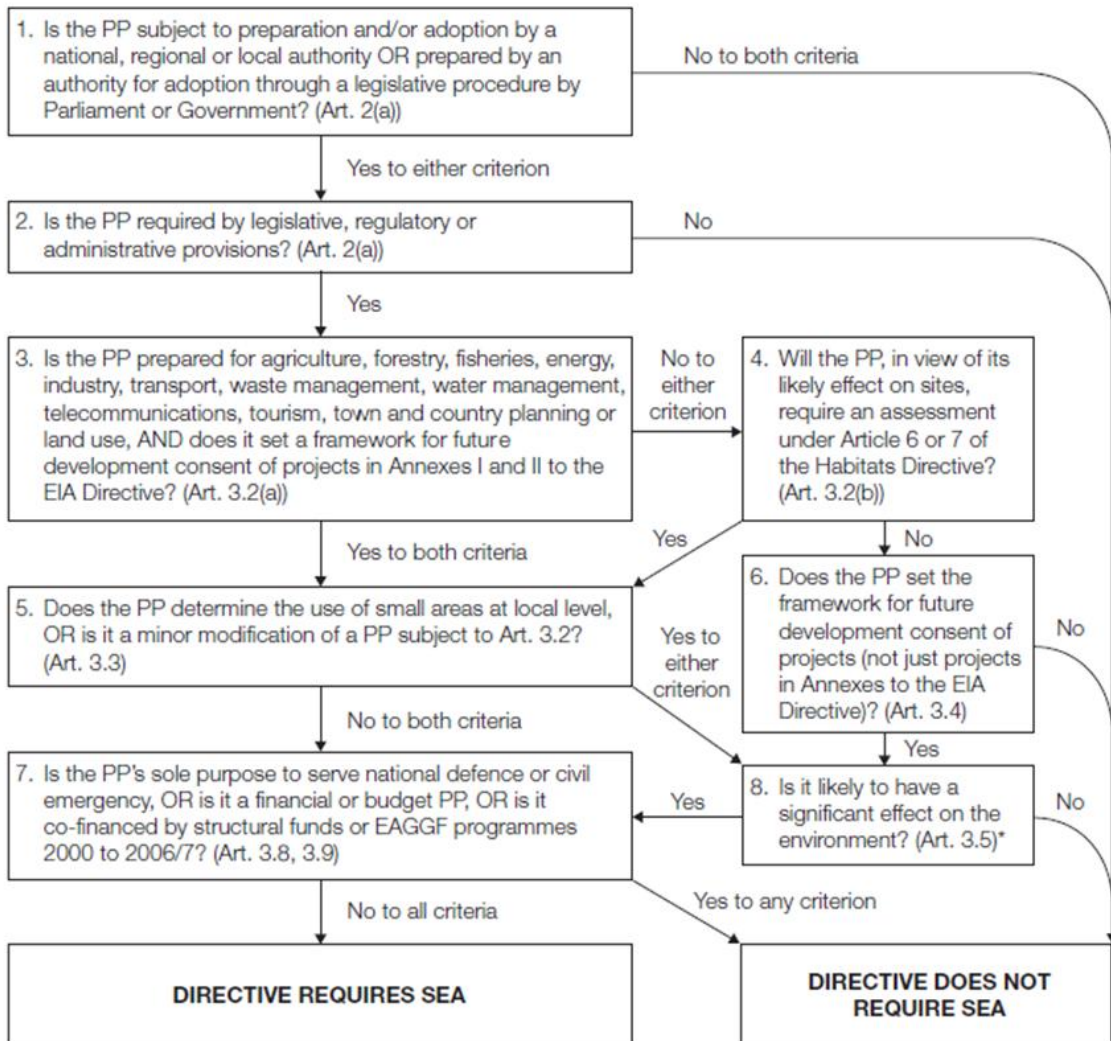 1. Is the PP subject to preparation and/or adoption by a
national, regional or local authority OR prepared by an
authority for adoption through a legislative procedure by
Parliament or Government? (Art. 2(a))
No to both criteria
Yes to either criterion
2. Is the PP required by legislative, regulatory or
administrative provisions? (Art. 2(a))
No
Yes
3. Is the PP prepared for agriculture, forestry, fisheries, energy,
industry, transport, waste management, water management,
telecommunications, tourism, town and country planning or
land use, AND does it set a framework for future
development consent of projects in Annexes I and II to the
EIA Directive? (Art. 3.2(a))
No to
either
criterion
4. Will the PP, in view of its
likely effect on sites,
require an assessment
under Article 6 or 7 of
the Habitats Directive?
(Art. 3.2(b))
Yes to both criteria
Yes
No
5. Does the PP determine the use of small areas at local level,
OR is it a minor modification of a PP subject to Art. 3.2?
(Art. 3.3)
Yes to
either
criterion
6. Does the PP set the
framework for future
development consent of
projects (not just projects
in Annexes to the EIA
Directive)? (Art. 3.4)
No
No to both criteria
Yes
7. Is the PP's sole purpose to serve national defence or civil
emergency, OR is it a financial or budget PP, OR is it
co-financed by structural funds or EAGGF programmes
2000 to 2006/7? (Art. 3.8, 3.9)
Yes
8. Is it likely to have a
significant effect on the
environment? (Art. 3.5)*
No
No to all criteria
Yes to any criterion
DIRECTIVE REQUIRES SEA
DIRECTIVE DOES NOT
REQUIRE SEA